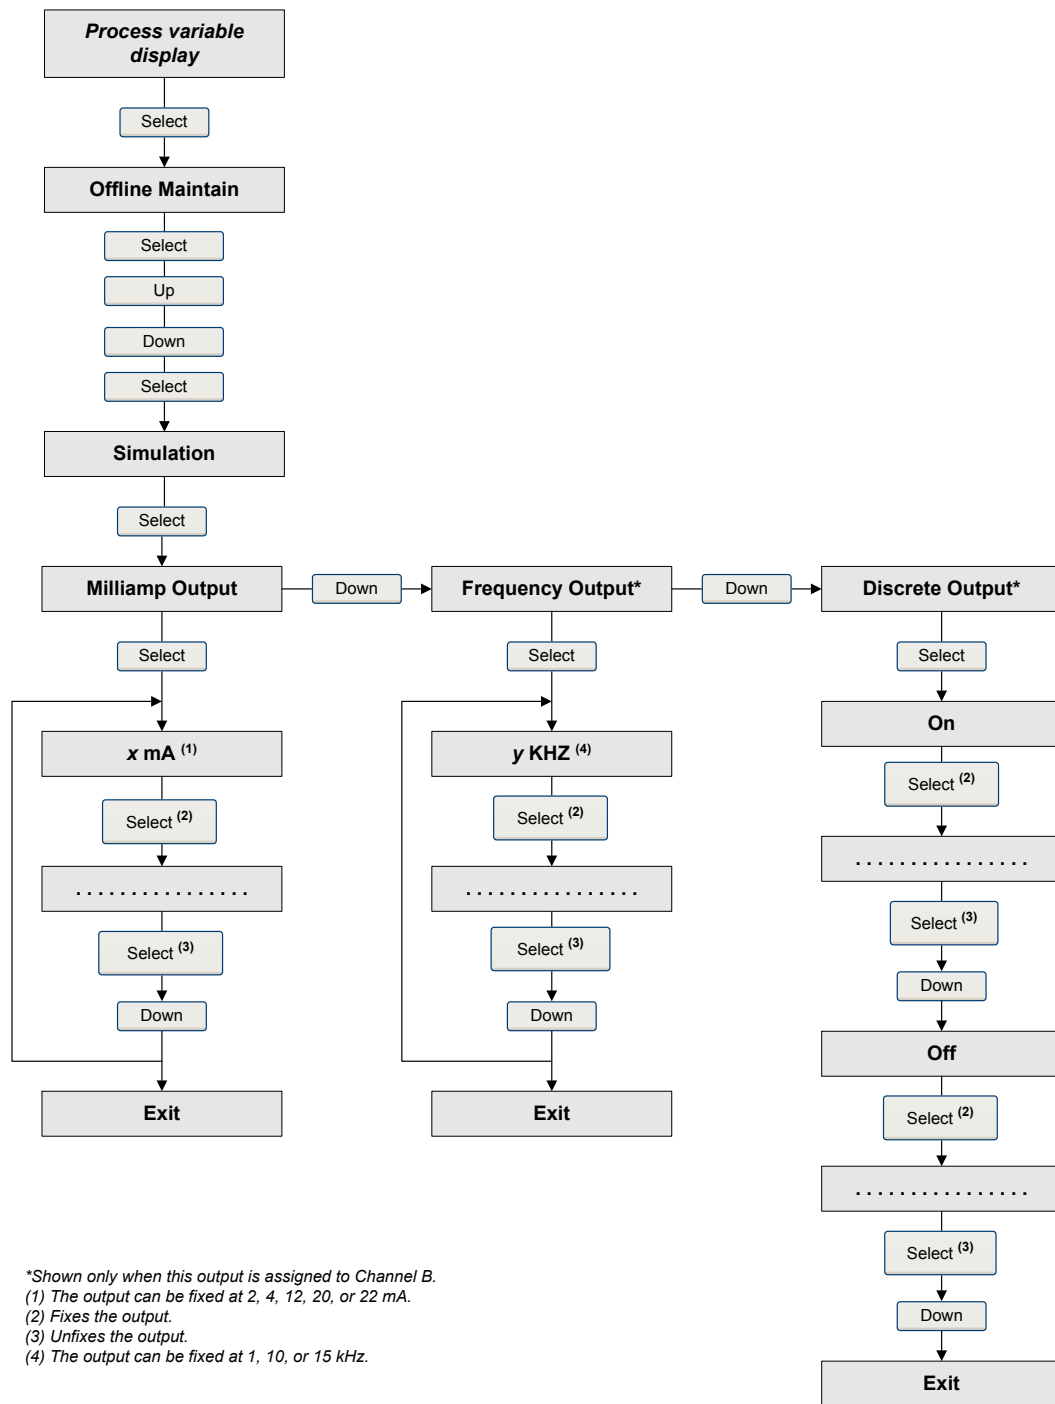 Process variable
display
Select
Offline Maintain
Select
Up
Down
Select
Simulation
Select
Milliamp Output
Down
Frequency Output*
Down
Discrete Output*
Select
Select
Select
On
x mA (1)
y KHZ (4)
Select (2)
Select (2)
Select (2)
. . . . . . . . . . . . . . . .
. . . . . . . . . . . . . . . .
. . . . . . . . . . . . . . . .
Select (3)
Select (3)
Select (3)
Down
Down
Down
Off
Exit
Exit
Select (2)
. . . . . . . . . . . . . . . .
Select (3)
Down
Exit
*Shown only when this output is assigned to Channel B.
(1) The output can be fixed at 2, 4, 12, 20, or 22 mA.
(2) Fixes the output.
(3) Unfixes the output.
(4) The output can be fixed at 1, 10, or 15 kHz.